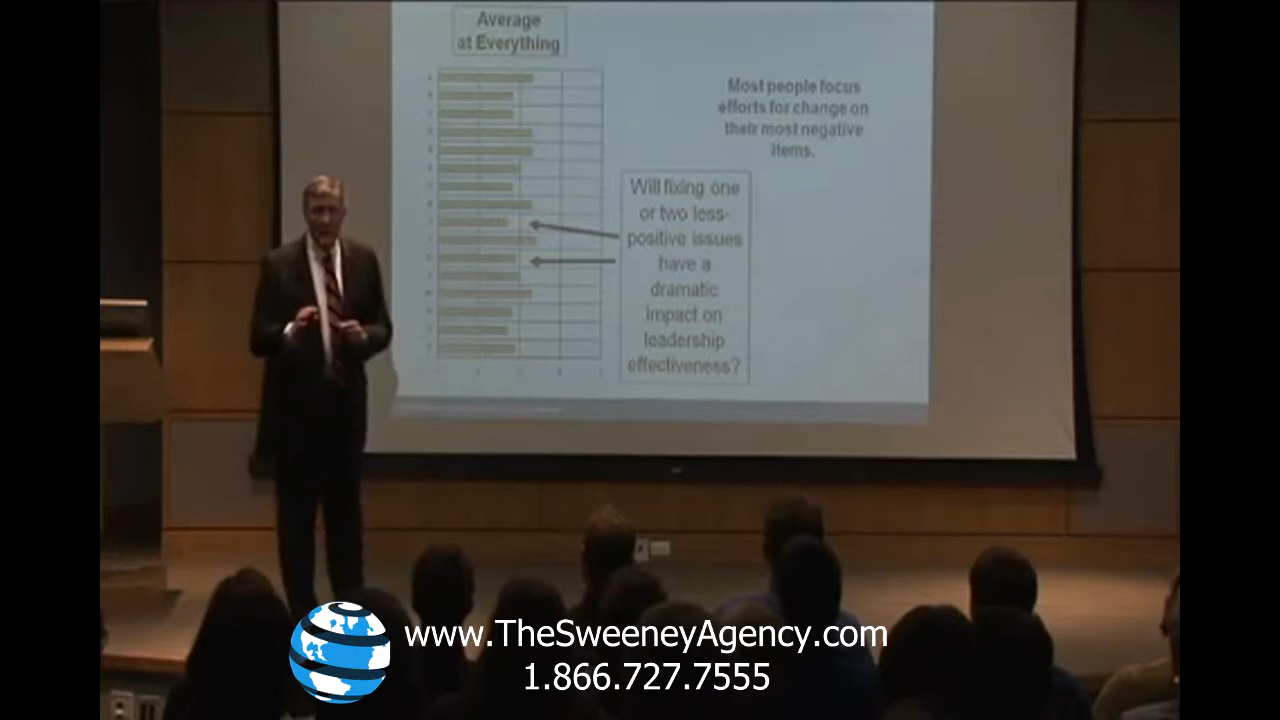 Average
at Everything
Most people focus
efforts for change on
their most negative
items.
Will fixing one
or two less-
positive issues
have a
dramatic
impact on
leadership
effectiveness?
www.TheSweeneyAgency.com
1.866.727.7555